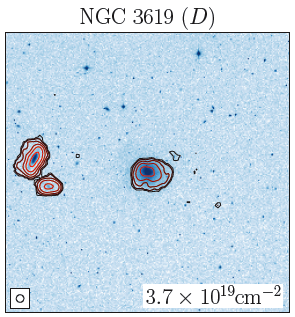 NGC 3619 (D)
3.7 × 10¹⁹cm⁻²